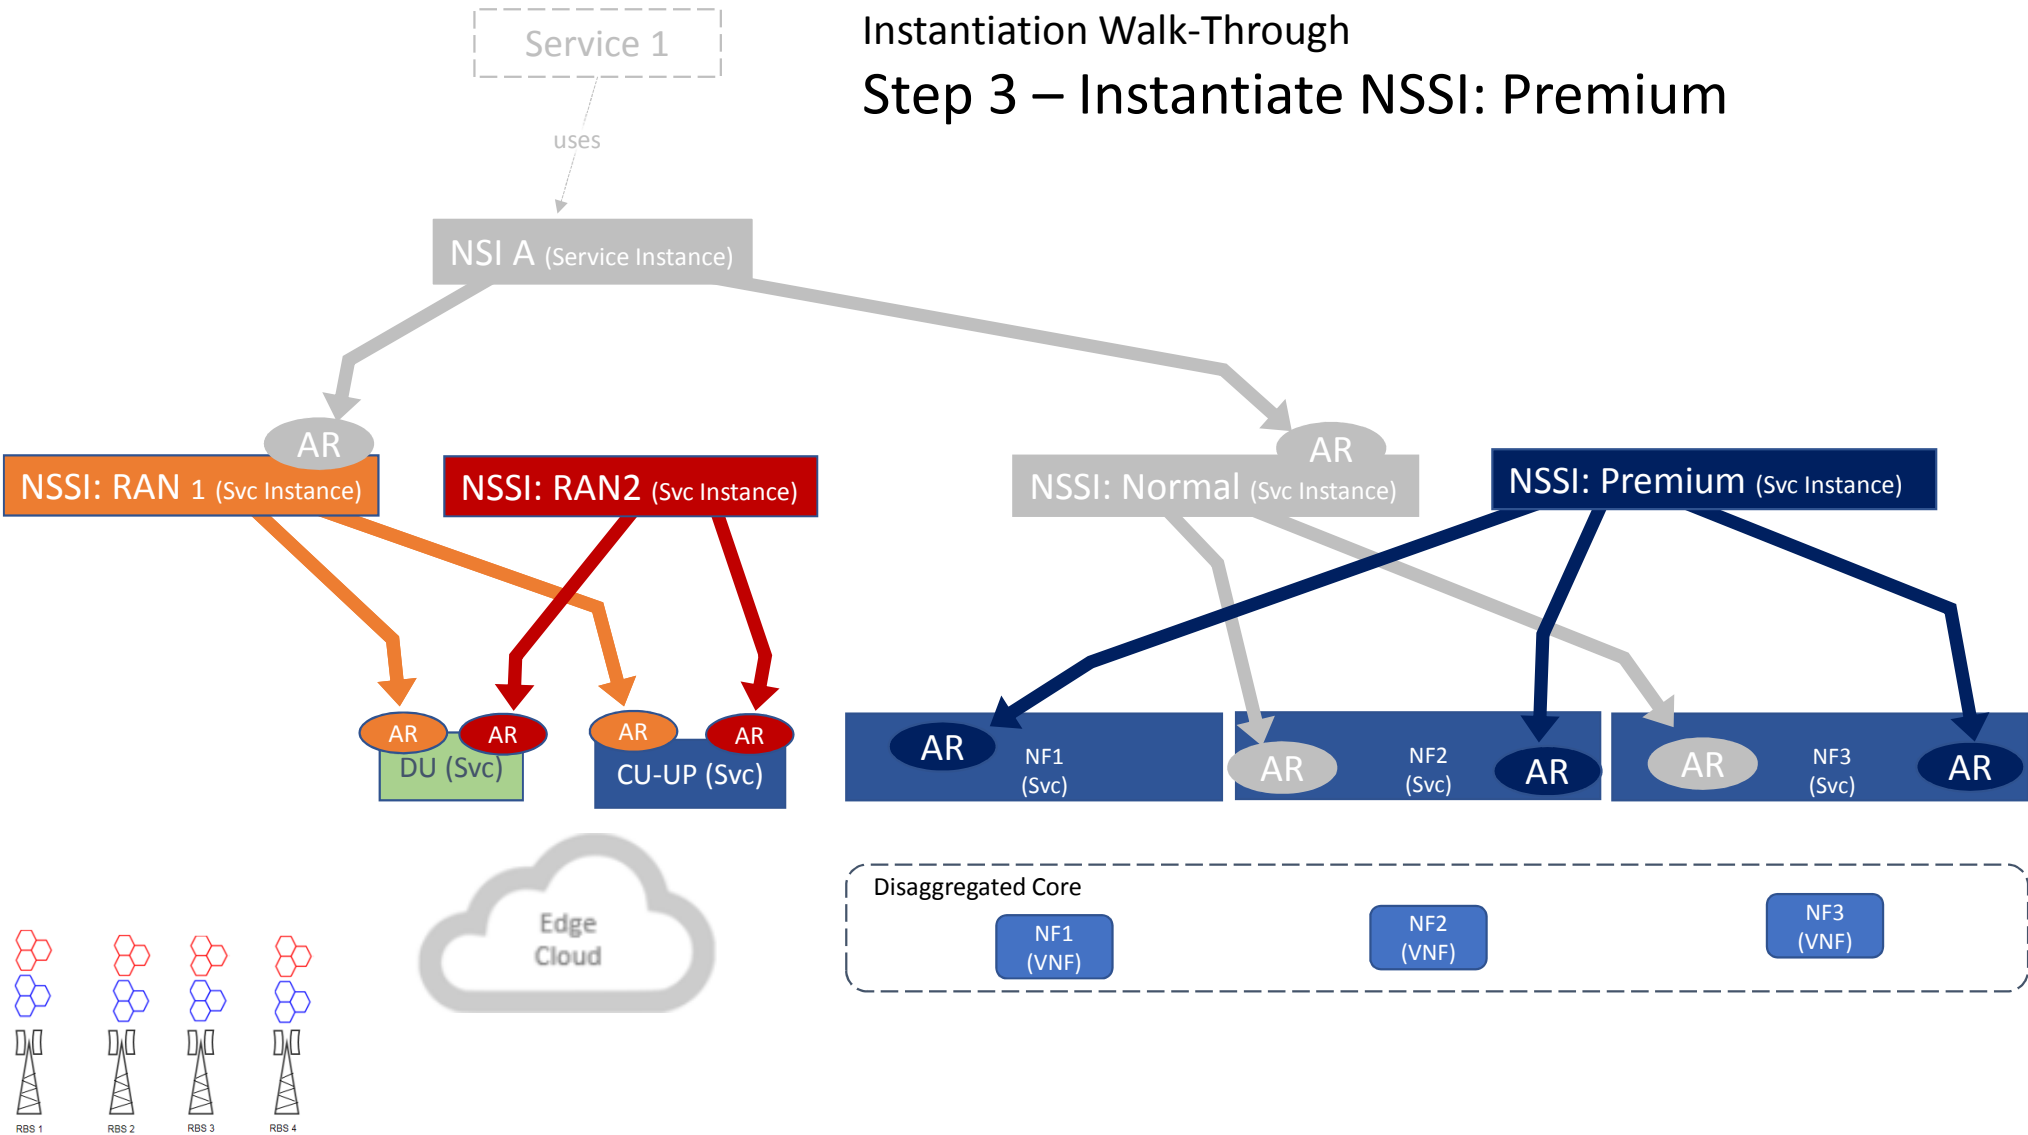 Service 1
Instantiation Walk-Through
Step 3 – Instantiate NSSI: Premium
uses
NSI A (Service Instance)
AR
AR
NSSI: RAN 1 (Svc Instance)
NSSI: RAN2 (Svc Instance)
NSSI: Normal (Svc Instance)
NSSI: Premium (Svc Instance)
AR
AR
DU (Svc)
AR
AR
CU-UP (Svc)
AR
NF1
(Svc)
AR
NF2
(Svc)
AR
AR
NF3
(Svc)
AR
Edge
Cloud
Disaggregated Core
NF1
(VNF)
NF2
(VNF)
NF3
(VNF)
RBS 1
RBS 2
RBS 3
RBS 4